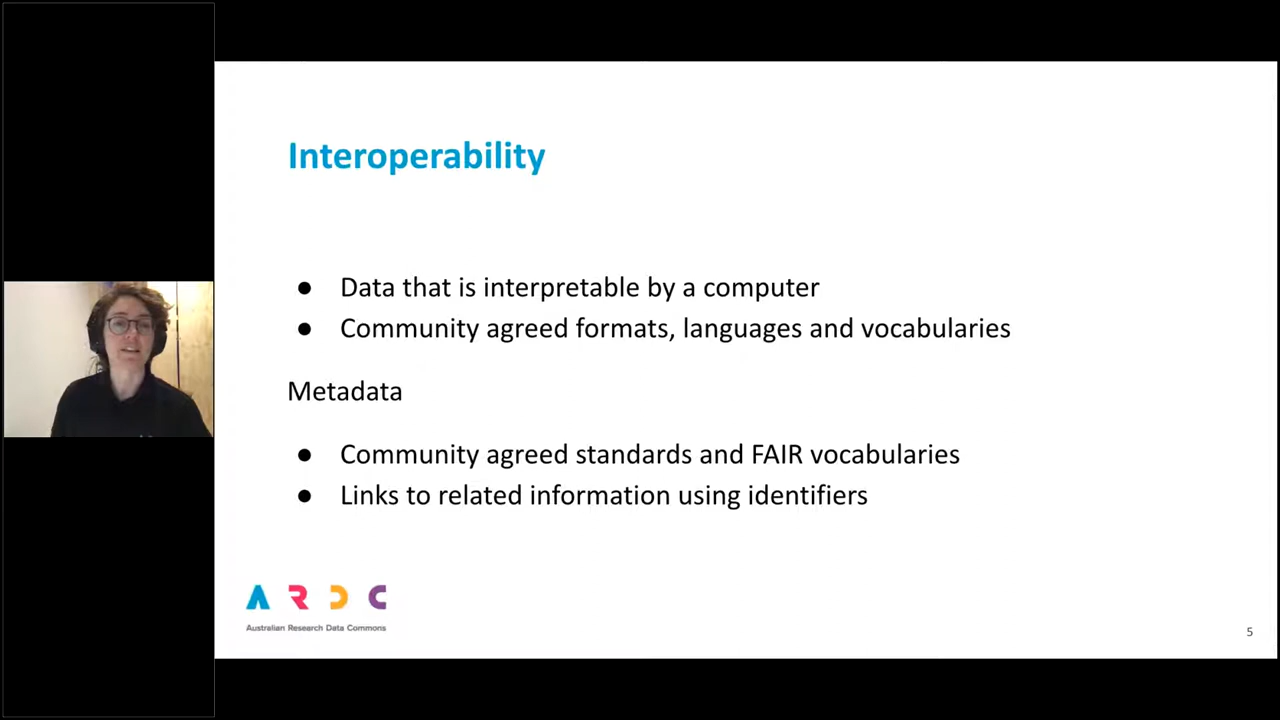 Interoperability
● Data that is interpretable by a computer
● Community agreed formats, languages and vocabularies
Metadata
● Community agreed standards and FAIR vocabularies
● Links to related information using identifiers
ARDC
Australian Research Data Commons
5